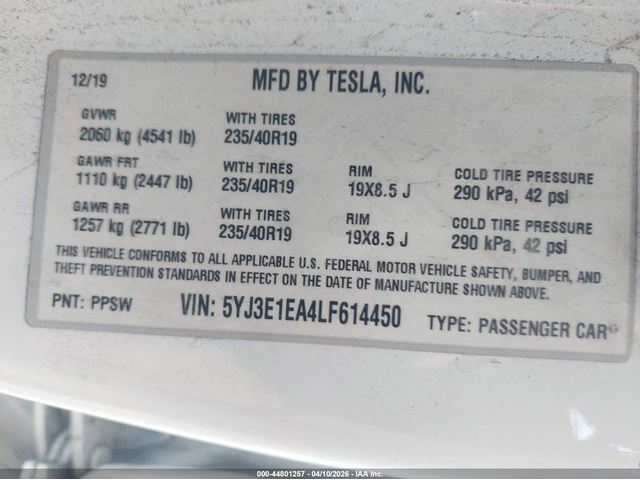 12/19 MFD BY TESLA, INC.
GVWR WITH TIRES
2060 kg (4541 lb) 235/40R19
GAWR FRT WITH TIRES RIM COLD TIRE PRESSURE
1110 kg (2447 lb) 235/40R19 19X8.5 J 290 kPa, 42 psi
GAWR RR WITH TIRES RIM COLD TIRE PRESSURE
1257 kg (2771 lb) 235/40R19 19X8.5 J 290 kPa, 42 psi
THIS VEHICLE CONFORMS TO ALL APPLICABLE U.S. FEDERAL MOTOR VEHICLE SAFETY, BUMPER, AND
THEFT PREVENTION STANDARDS IN EFFECT ON THE DATE OF MANUFACTURE SHOWN ABOVE.
PNT: PPSW VIN: 5YJ3E1EA4LF614450 TYPE: PASSENGER CAR
000-44801257 - 04/10/2026 - IAA Inc.